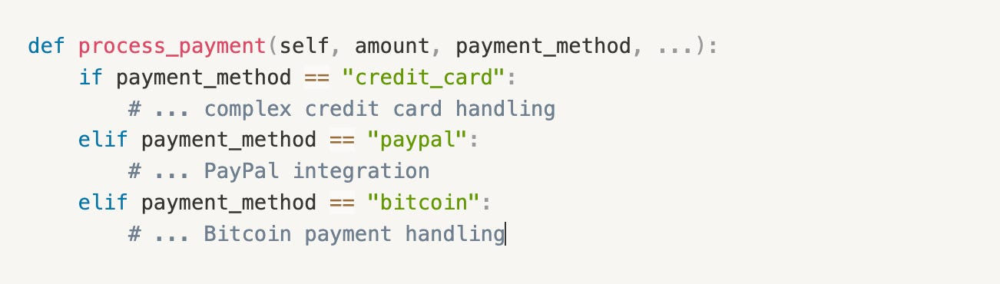 def process_payment(self, amount, payment_method, ...):
    if payment_method == "credit_card":
        # ... complex credit card handling
    elif payment_method == "paypal":
        # ... PayPal integration
    elif payment_method == "bitcoin":
        # ... Bitcoin payment handling